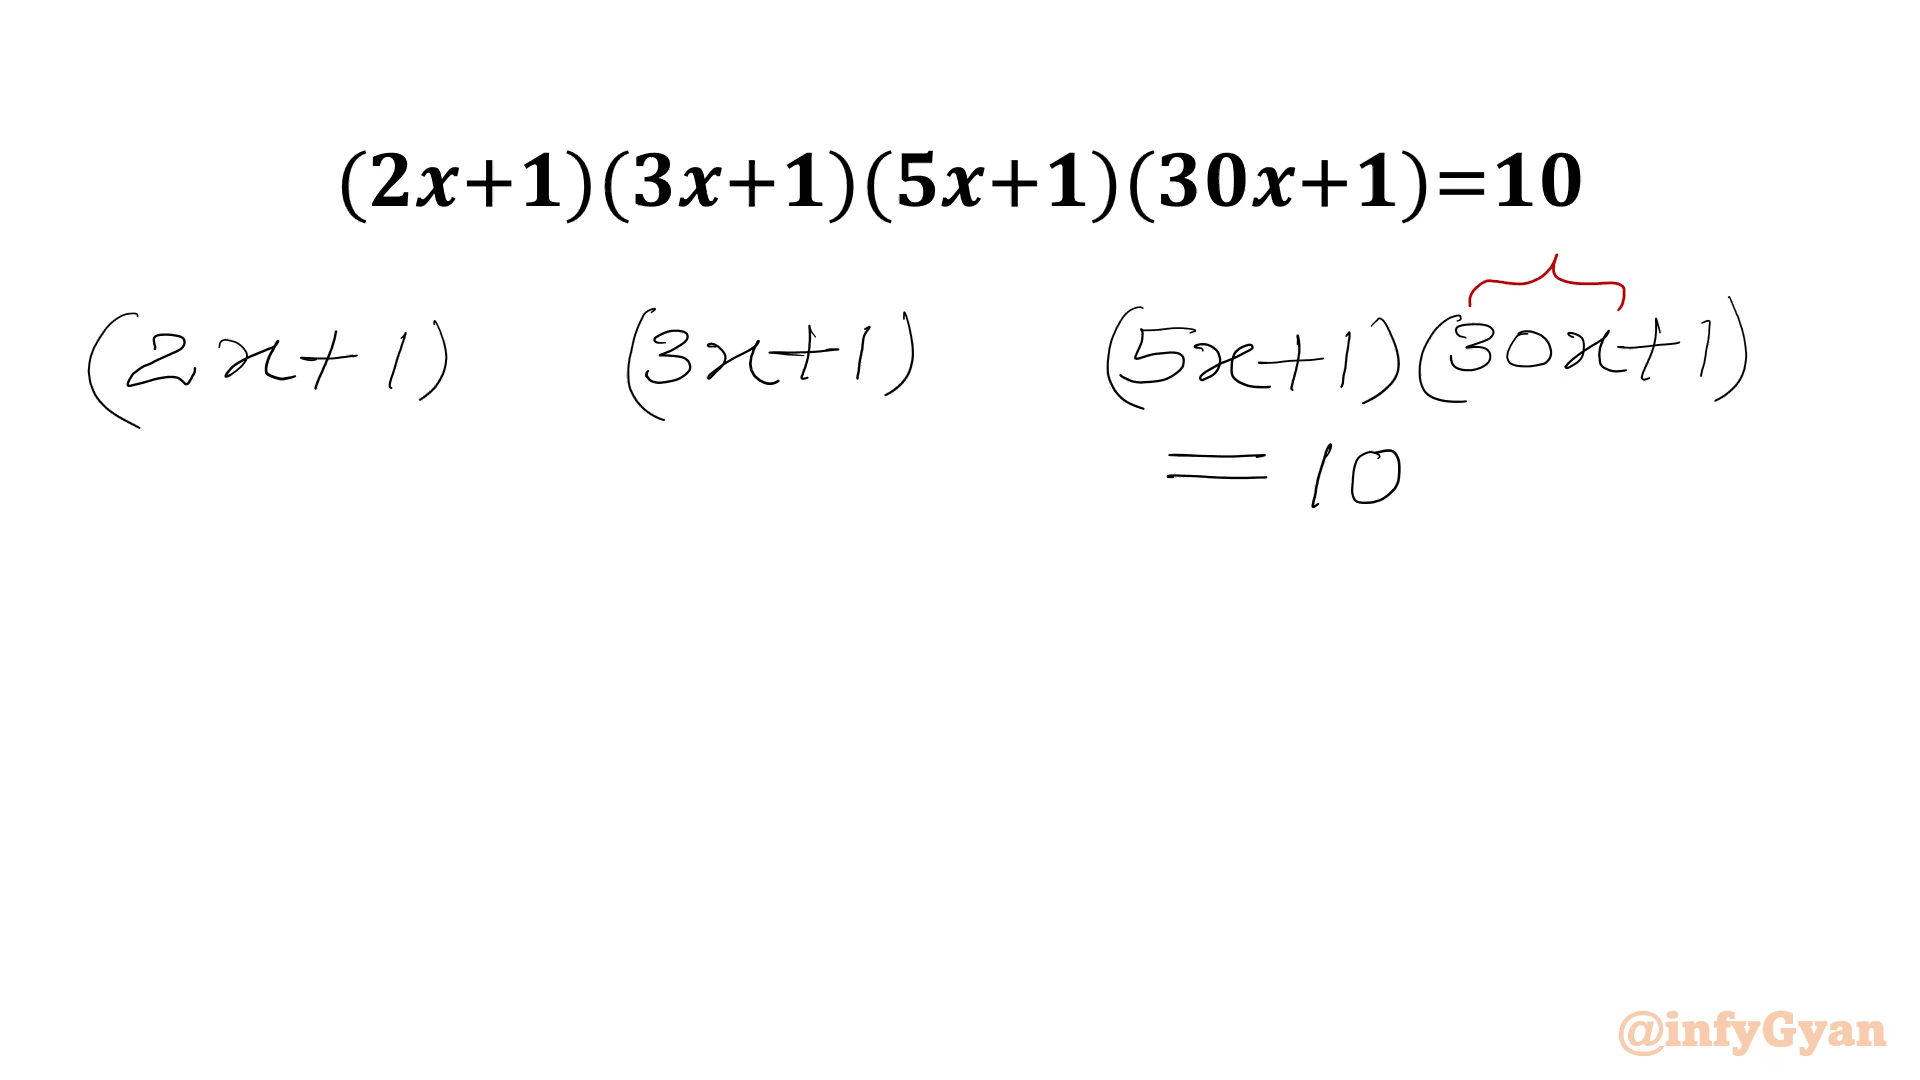 (2x+1)(3x+1)(5x+1)(30x+1)=10
(2x+1) (3x+1) (5x+1)(30x+1)
= 10
@infyGyan